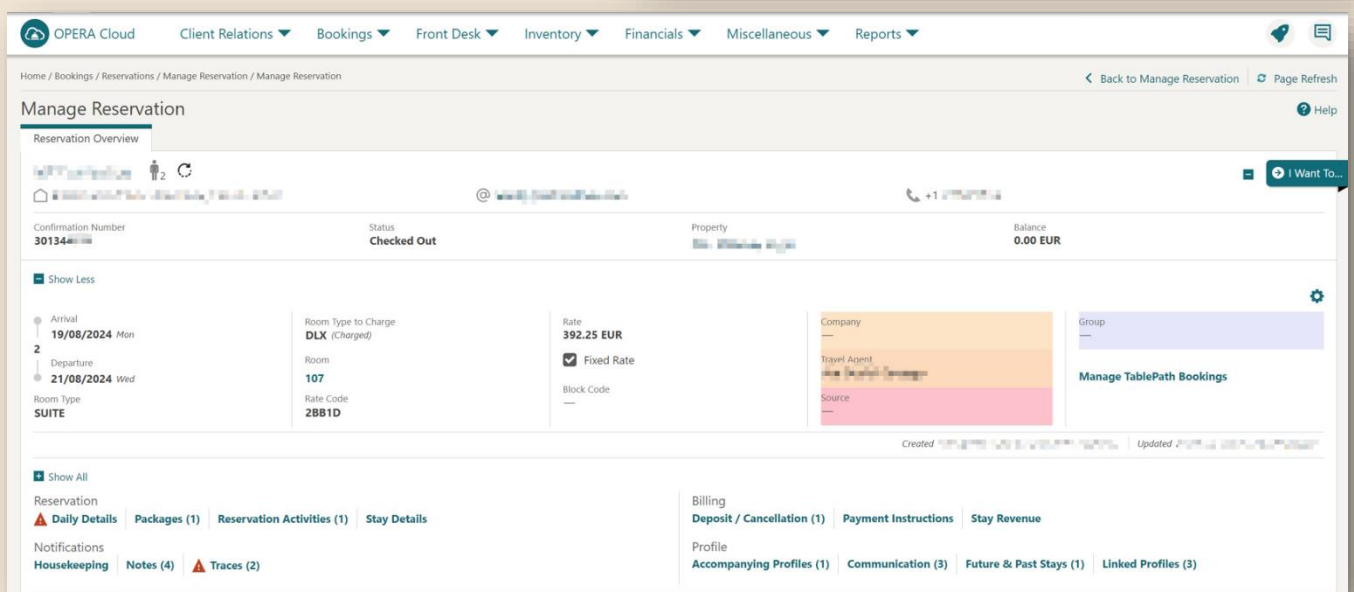 OPERA Cloud Client Relations Bookings Front Desk Inventory Financials Miscellaneous Reports
Home / Bookings / Reservations / Manage Reservation / Manage Reservation Back to Manage Reservation Page Refresh
Manage Reservation Help
Reservation Overview
2 I Want To...
@ +1
Confirmation Number Status Property Balance
30134 Checked Out 0.00 EUR
Show Less
Arrival Room Type to Charge Rate Company Group
19/08/2024 Mon DLX (Charged) 392.25 EUR — —
2
Room Fixed Rate Travel Agent
Departure
21/08/2024 Wed 107 Manage TablePath Bookings
Room Type Rate Code Block Code Source
SUITE 2BB1D — —
Created Updated
Show All
Reservation Billing
Daily Details Packages (1) Reservation Activities (1) Stay Details Deposit / Cancellation (1) Payment Instructions Stay Revenue
Notifications Profile
Housekeeping Notes (4) Traces (2) Accompanying Profiles (1) Communication (3) Future & Past Stays (1) Linked Profiles (3)